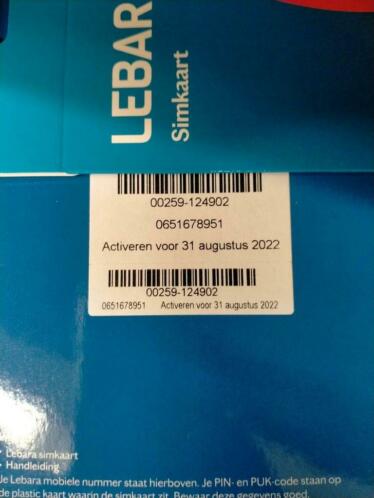 LEBAR
Simkaart
00259-124902
0651678951
Activeren voor 31 augustus 2022
00259-124902
0651678951 Activeren voor 31 augustus 2022
• Lebara simkaart
• Handleiding
Je Lebara mobiele nummer staat hierboven. Je PIN- en PUK-code staan op
de plastic kaart waarin de simkaart zit. Bewaar deze gegevens goed.